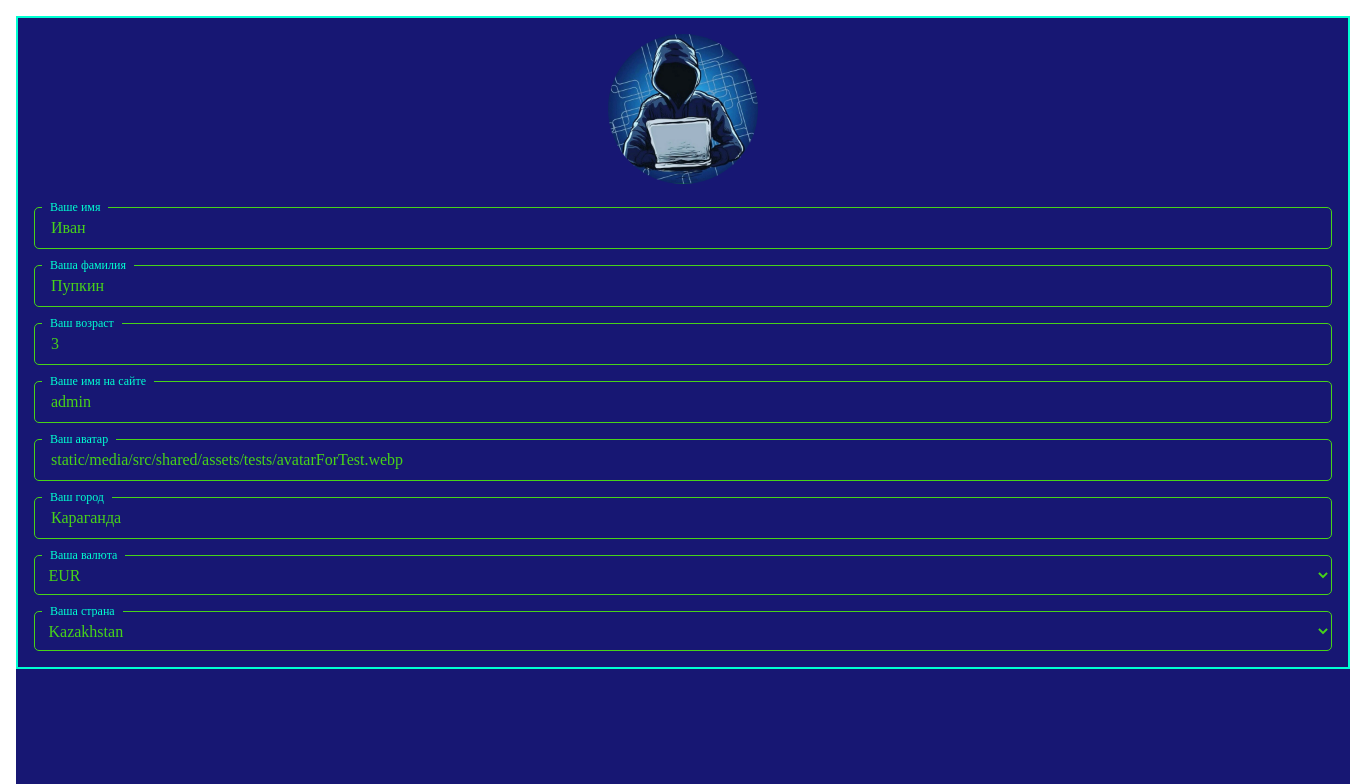 Ваше имя
Иван
Ваша фамилия
Пупкин
Ваш возраст
3
Ваше имя на сайте
admin
Ваш аватар
static/media/src/shared/assets/tests/avatarForTest.webp
Ваш город
Караганда
Ваша валюта
EUR
Ваша страна
Kazakhstan